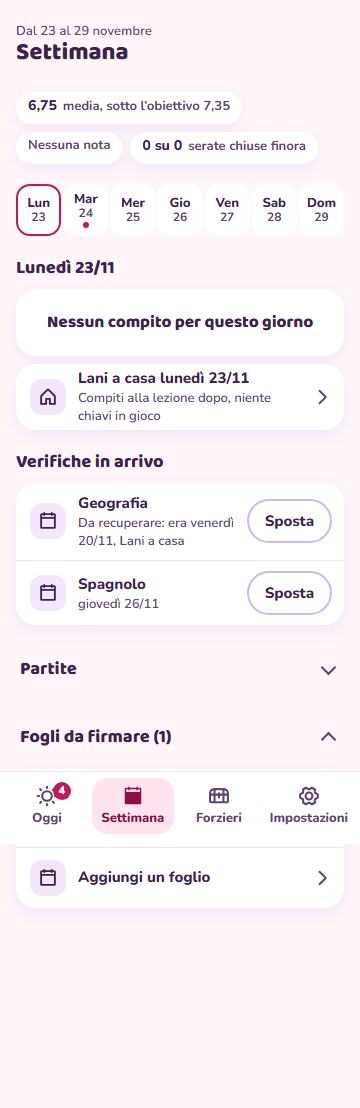 Dal 23 al 29 novembre
Settimana
6,75 media, sotto l'obiettivo 7,35
Nessuna nota
0 su 0 serate chiuse finora
Lun Mar Mer Gio Ven Sab Dom
23 24 25 26 27 28 29
Lunedì 23/11
Nessun compito per questo giorno
Lani a casa lunedì 23/11
Compiti alla lezione dopo, niente
chiavi in gioco
Verifiche in arrivo
Geografia
Da recuperare: era venerdì
20/11, Lani a casa
Sposta
Spagnolo
giovedì 26/11
Sposta
Partite
Fogli da firmare (1)
4
Oggi Settimana Forzieri Impostazioni
Aggiungi un foglio